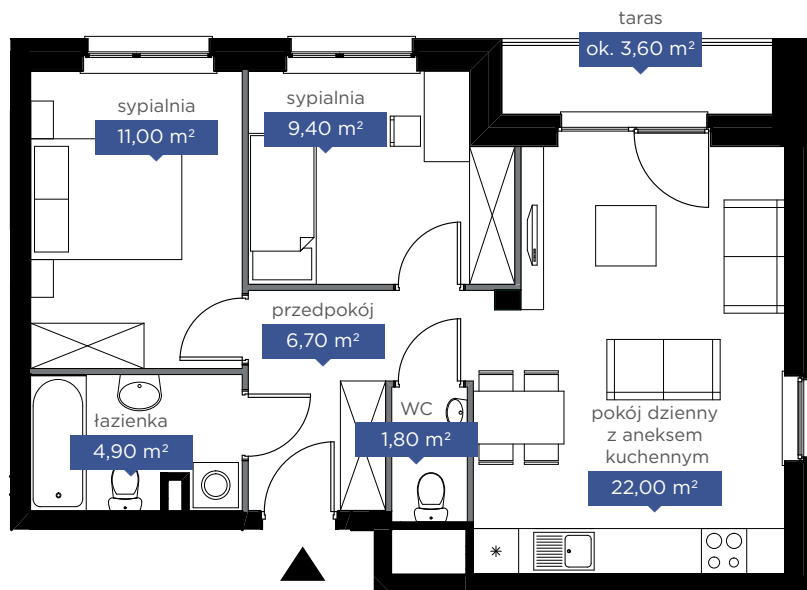 taras
ok. 3,60 m²
sypialnia
11,00 m²
sypialnia
9,40 m²
przedpokój
6,70 m²
łazienka
4,90 m²
WC
1,80 m²
pokój dzienny
z aneksem
kuchennym
22,00 m²